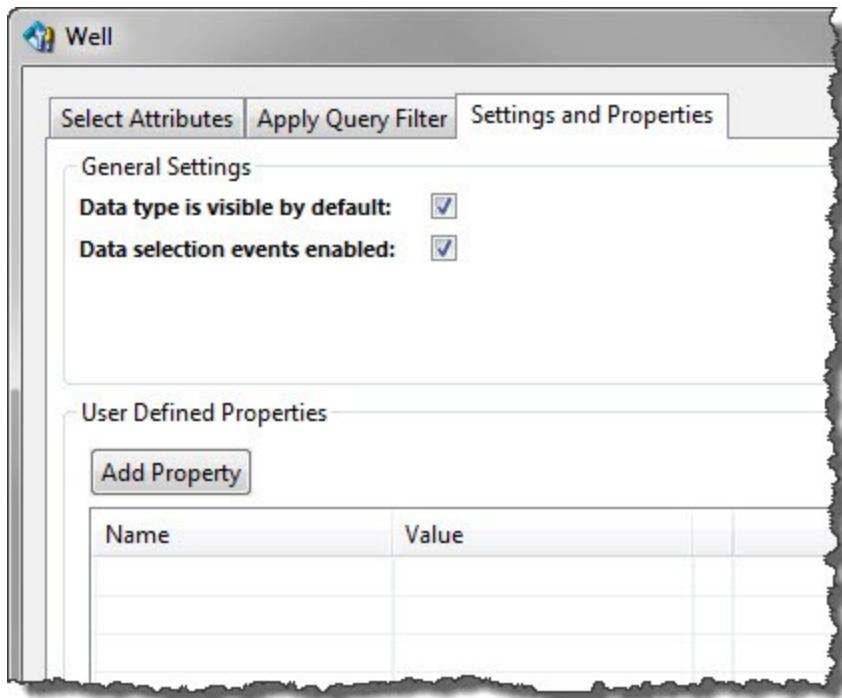 Well
Select Attributes Apply Query Filter Settings and Properties
General Settings
Data type is visible by default:
Data selection events enabled:
User Defined Properties
Add Property
Name Value